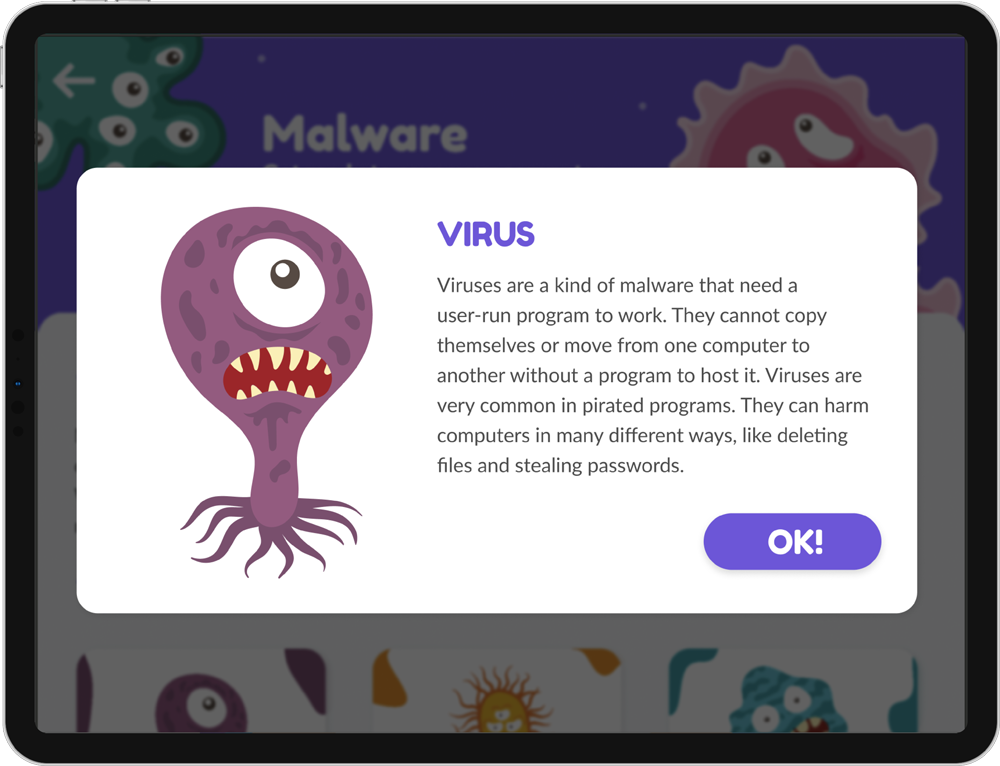 Malware
VIRUS
Viruses are a kind of malware that need a
user-run program to work. They cannot copy
themselves or move from one computer to
another without a program to host it. Viruses are
very common in pirated programs. They can harm
computers in many different ways, like deleting
files and stealing passwords.
OK!